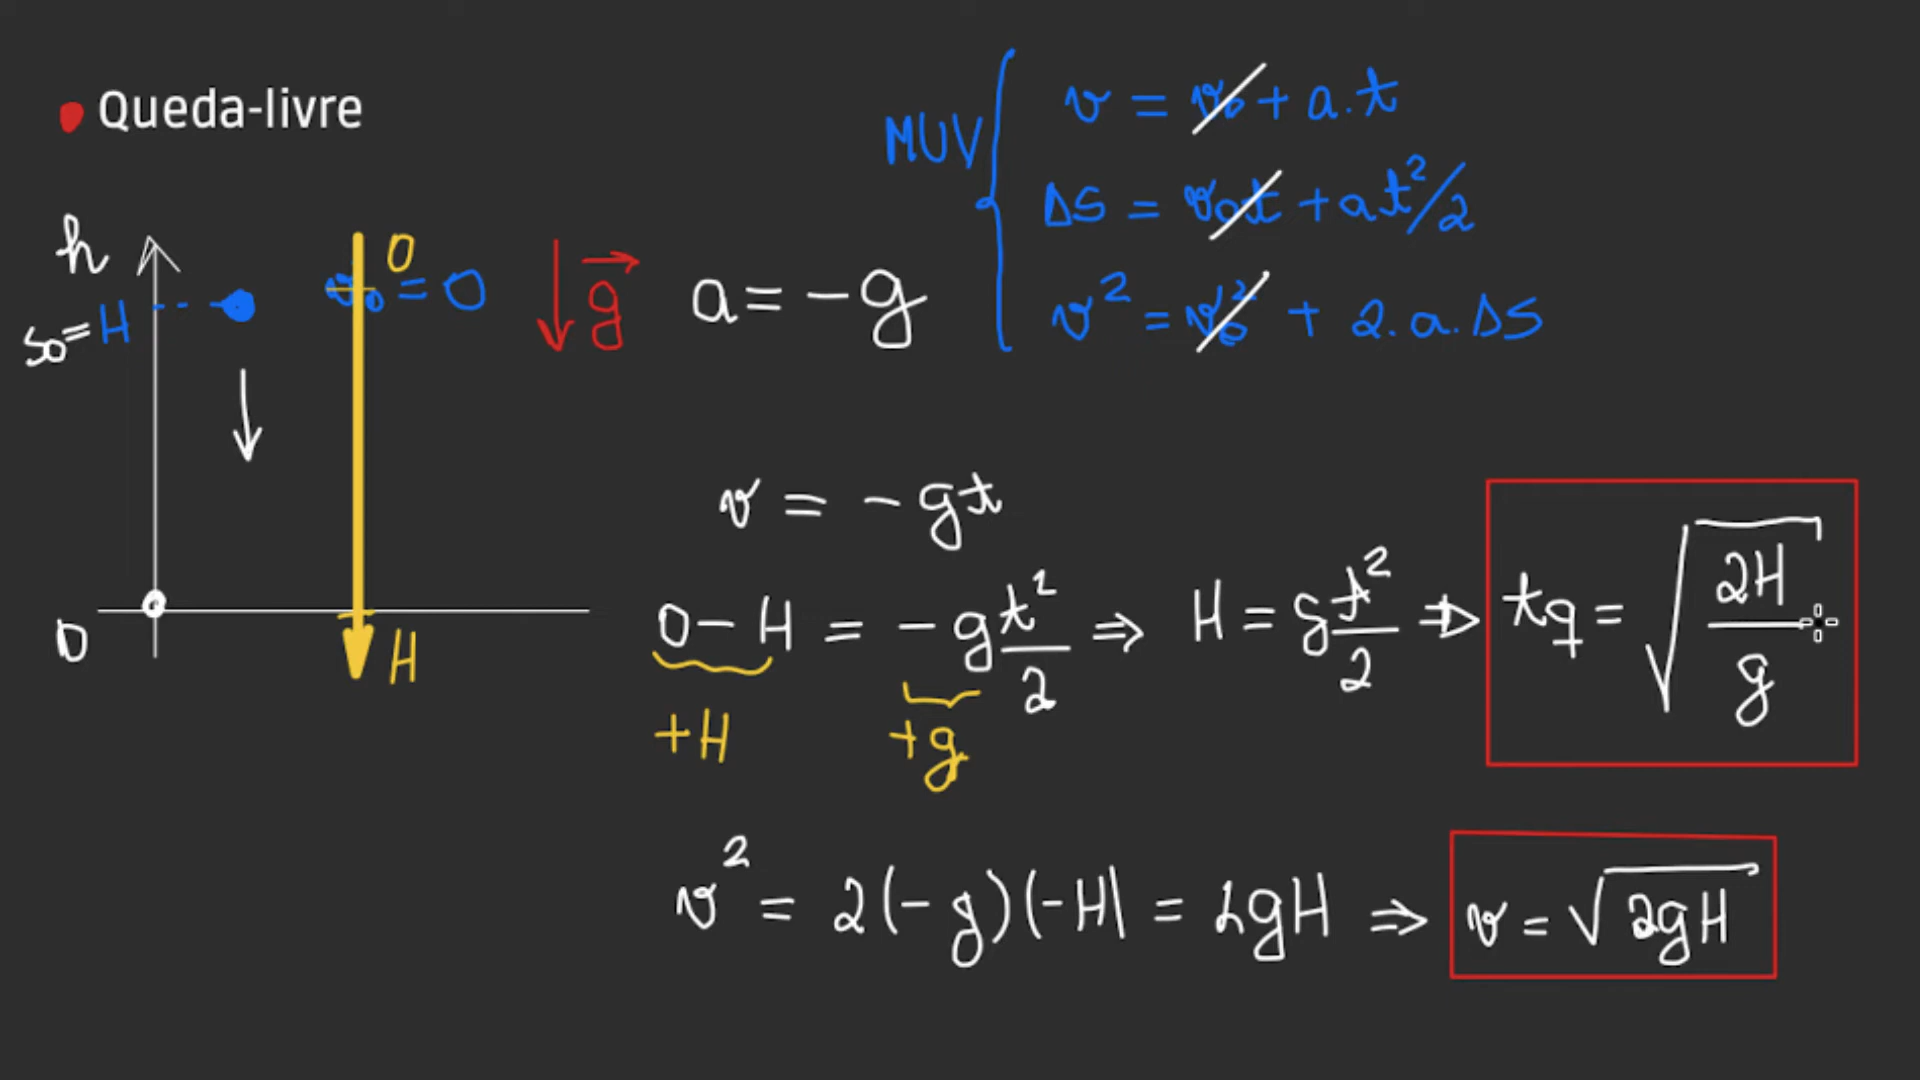 Queda-livre
MUV
v = v₀ + a.t
ΔS = v₀t + at²/2
v² = v₀² + 2.a.ΔS
h
S₀ = H
0
v₀ = 0
g
a = -g
0
H
v = -gt
0 - H = -g t²/2 ⇒ H = g t²/2 ⇒ tq = √(2H/g)
+H
+g
v² = 2(-g)(-H) = 2gH ⇒ v = √2gH